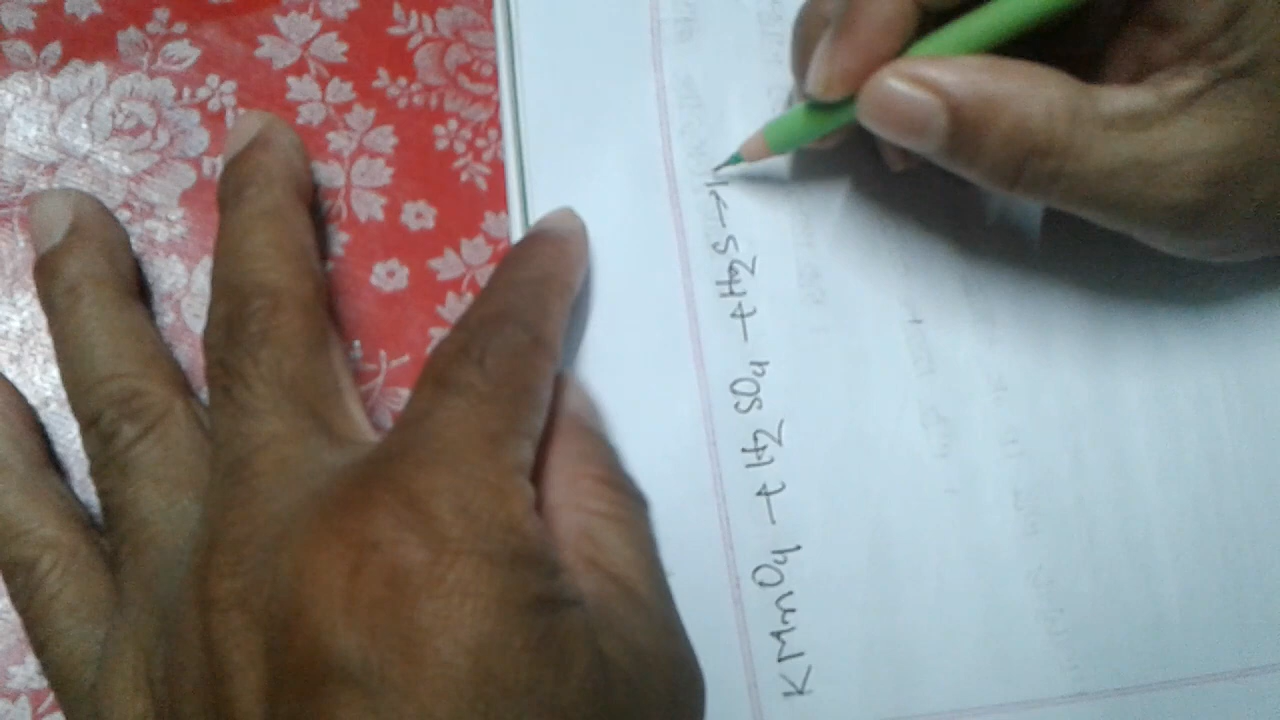 KMnO4 + H2SO4 + H2S →